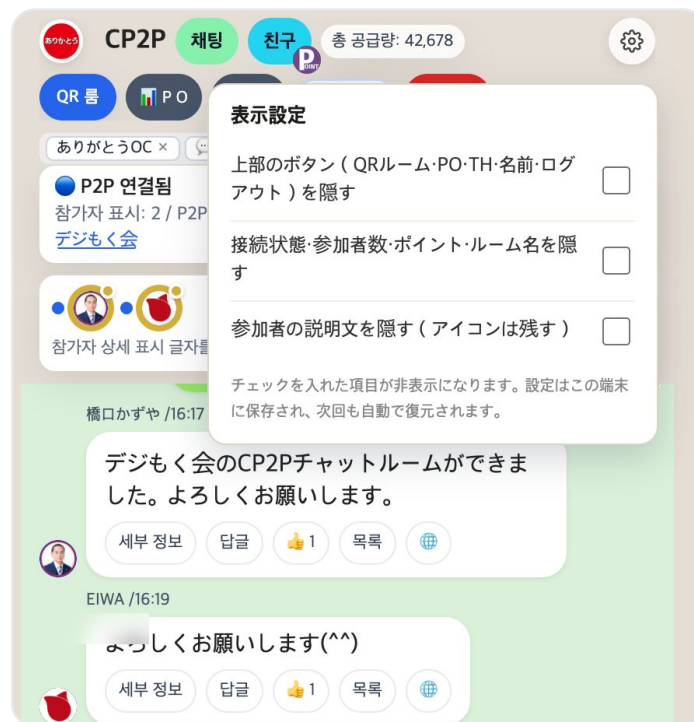 ありがとう
CP2P 채팅 친구 총 공급량: 42,678
POINT
QR 룸 P O
ありがとうOC ×
P2P 연결됨
참가자 표시: 2 / P2P
デジもく会
참가자 상세 표시 글자를
表示設定
上部のボタン ( QRルーム·PO·TH·名前·ログ
アウト ) を隠す
接続状態·参加者数·ポイント·ルーム名を隠
す
参加者の説明文を隠す ( アイコンは残す )
チェックを入れた項目が非表示になります。設定はこの端末
に保存され、次回も自動で復元されます。
橋口かずや /16:17
デジもく会のCP2Pチャットルームができま
した。よろしくお願いします。
세부 정보 답글 👍 1 목록 🌐
EIWA /16:19
よろしくお願いします(^^)
세부 정보 답글 👍 1 목록 🌐